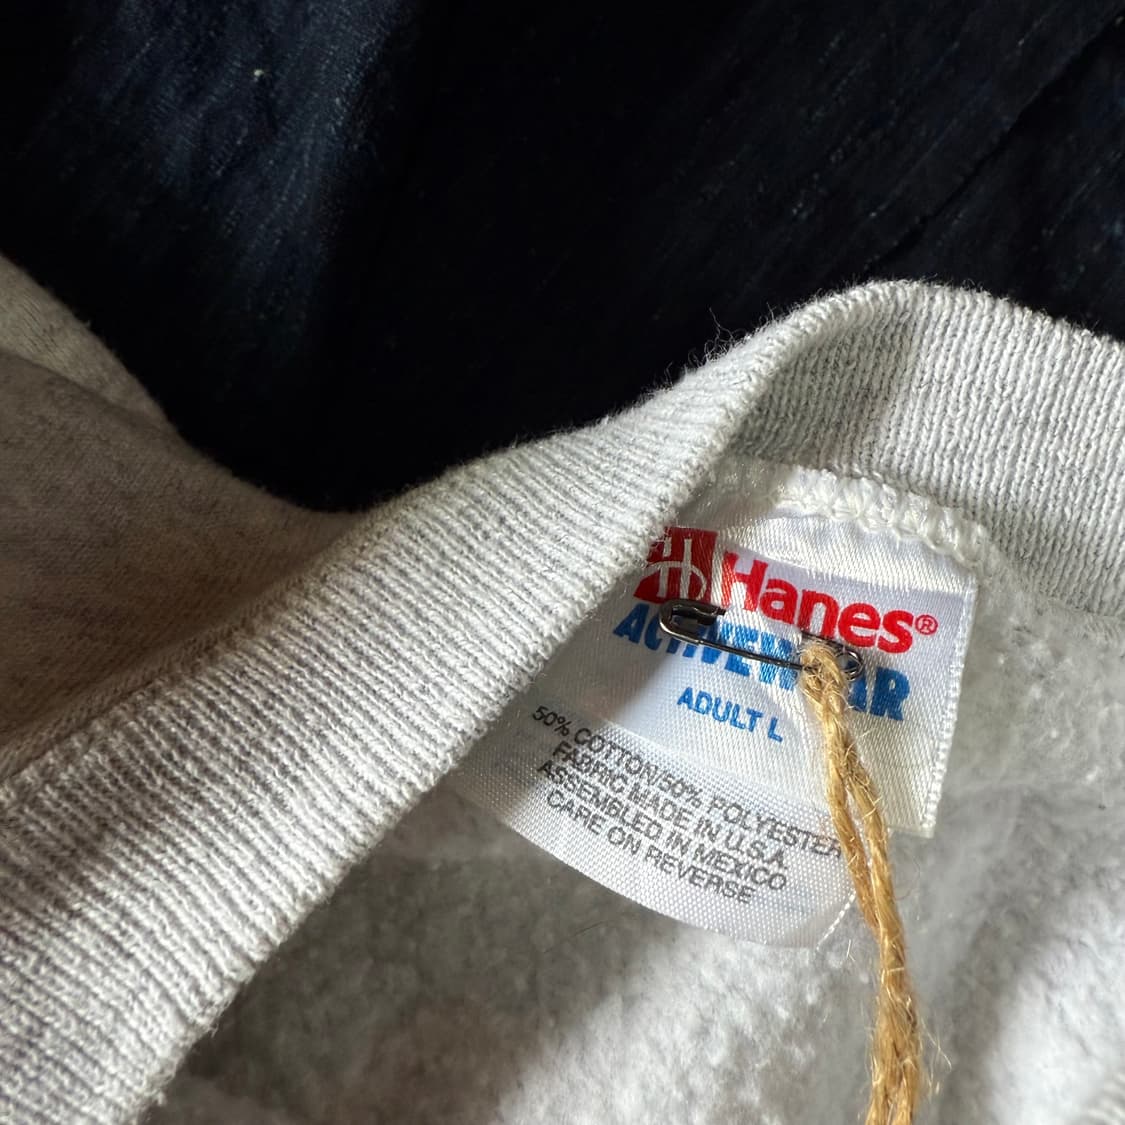 Hanes®
ACTIVEWEAR
ADULT L
50% COTTON/50% POLYESTER
FABRIC MADE IN U.S.A.
ASSEMBLED IN MEXICO
CARE ON REVERSE